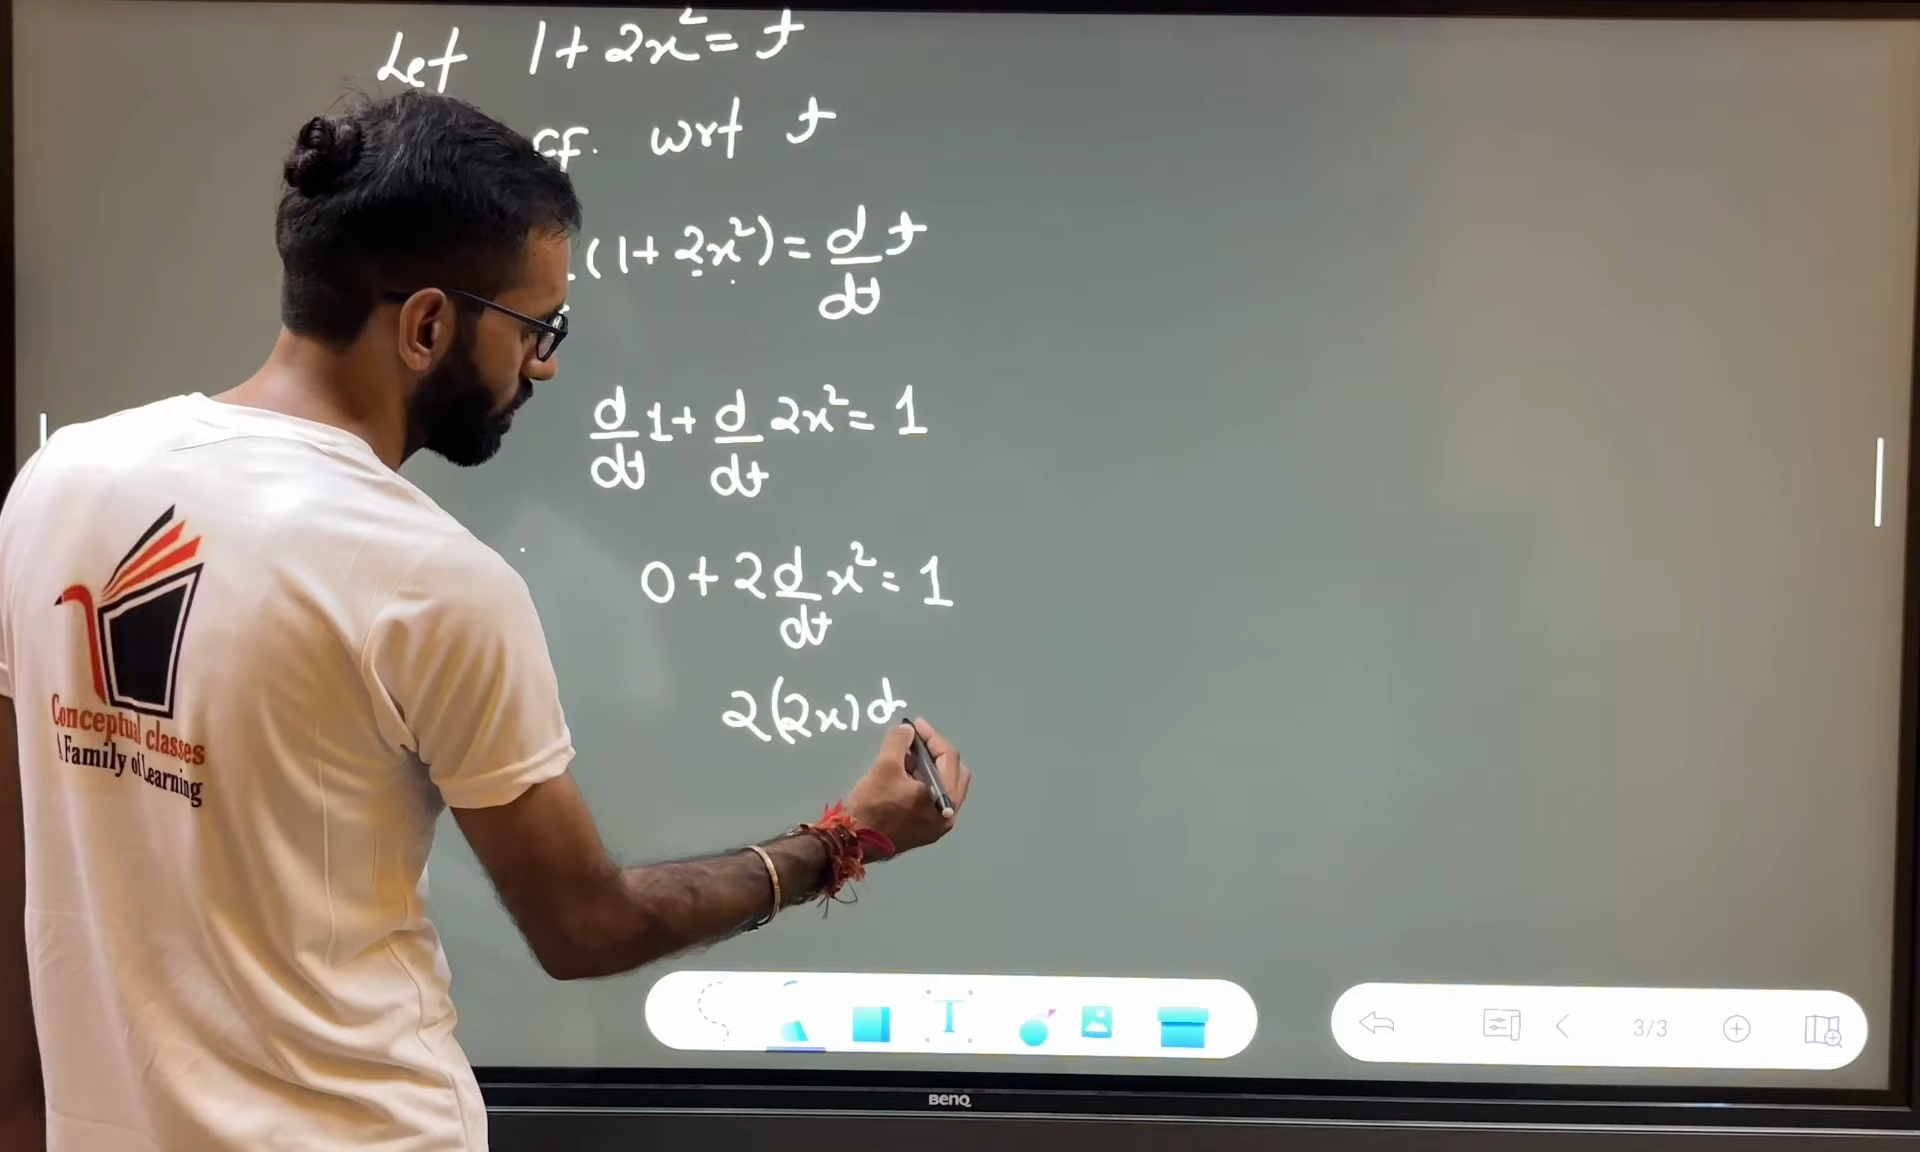 Let 1 + 2x² = t
ff. wrt t
(1 + 2x²) = d/dt t
d/dt 1 + d/dt 2x² = 1
0 + 2 d/dt x² = 1
2(2x) d
Conceptual classes
A Family of Learning
T
3/3
BenQ